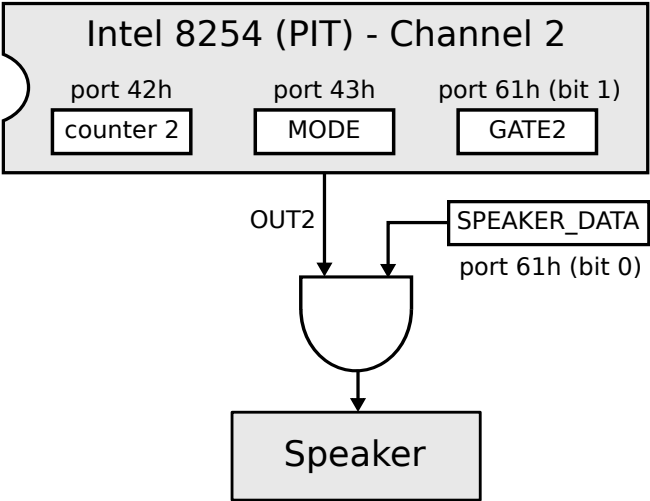 Intel 8254 (PIT) - Channel 2
port 42h
port 43h
port 61h (bit 1)
counter 2
MODE
GATE2
OUT2
SPEAKER_DATA
port 61h (bit 0)
Speaker